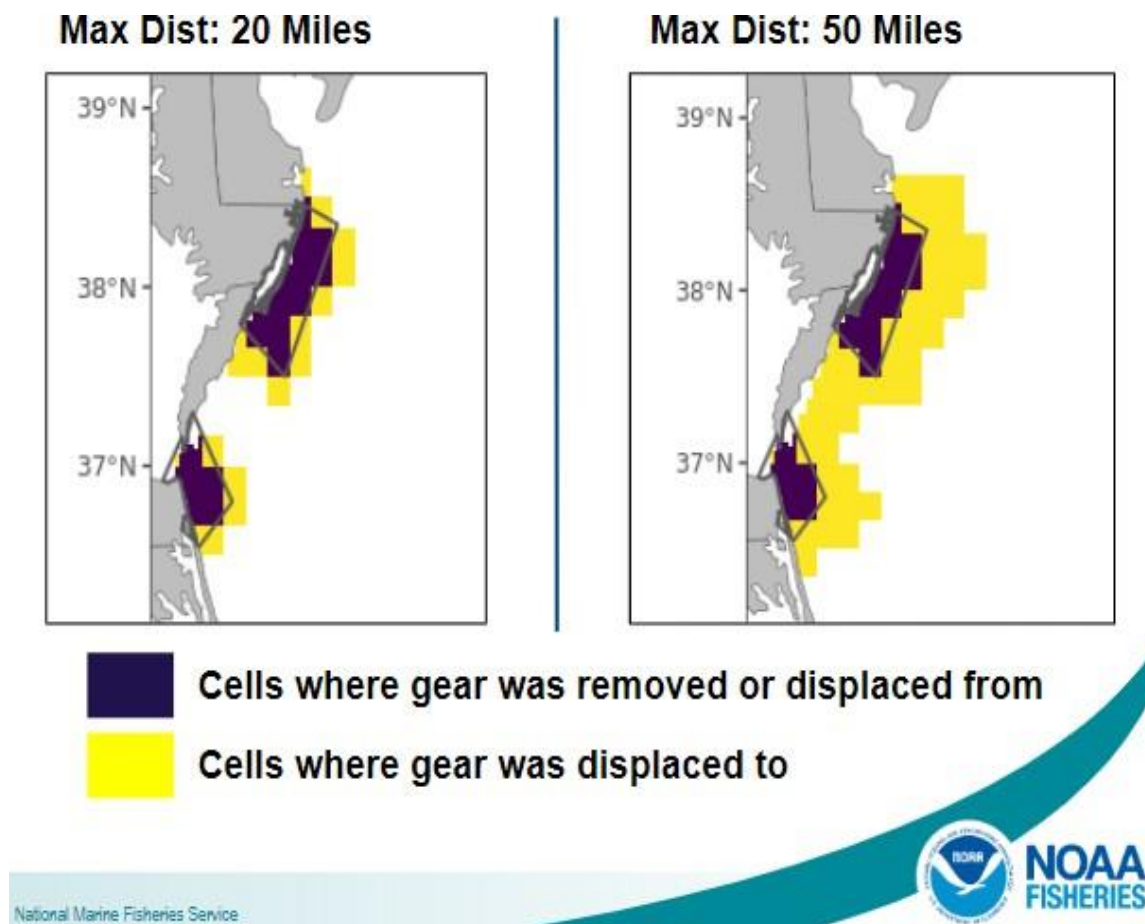 Max Dist: 20 Miles
Max Dist: 50 Miles
39°N
38°N
37°N
39°N
38°N
37°N
Cells where gear was removed or displaced from
Cells where gear was displaced to
NOAA
NOAA
FISHERIES
National Marine Fisheries Service